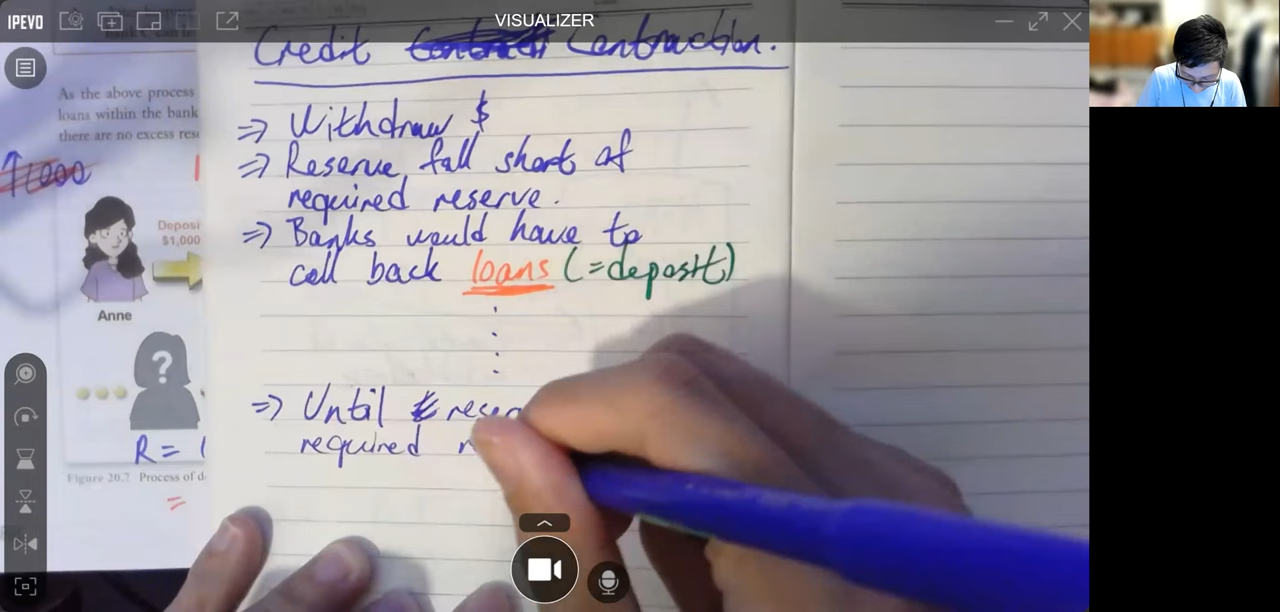 IPEVO
VISUALIZER
Credit Contraction.
⇒ Withdraw $
⇒ Reserve fall short of
required reserve.
⇒ Banks would have to
call back loans (=deposit)
⇒ Until
required
As the above process
loans within the bank
there are no excess
↑1000
Deposi
$1,000
Anne
?
R =
Figure 20.7 Process of d
=